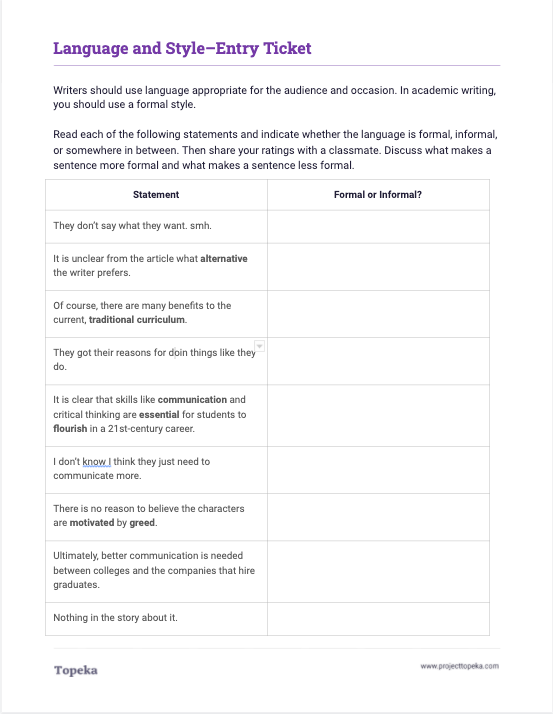 Language and Style–Entry Ticket
Writers should use language appropriate for the audience and occasion. In academic writing,
you should use a formal style.
Read each of the following statements and indicate whether the language is formal, informal,
or somewhere in between. Then share your ratings with a classmate. Discuss what makes a
sentence more formal and what makes a sentence less formal.
Statement
Formal or Informal?
They don't say what they want. smh.
It is unclear from the article what alternative
the writer prefers.
Of course, there are many benefits to the
current, traditional curriculum.
They got their reasons for doin things like they
do.
It is clear that skills like communication and
critical thinking are essential for students to
flourish in a 21st-century career.
I don't know I think they just need to
communicate more.
There is no reason to believe the characters
are motivated by greed.
Ultimately, better communication is needed
between colleges and the companies that hire
graduates.
Nothing in the story about it.
Topeka
www.projecttopeka.com